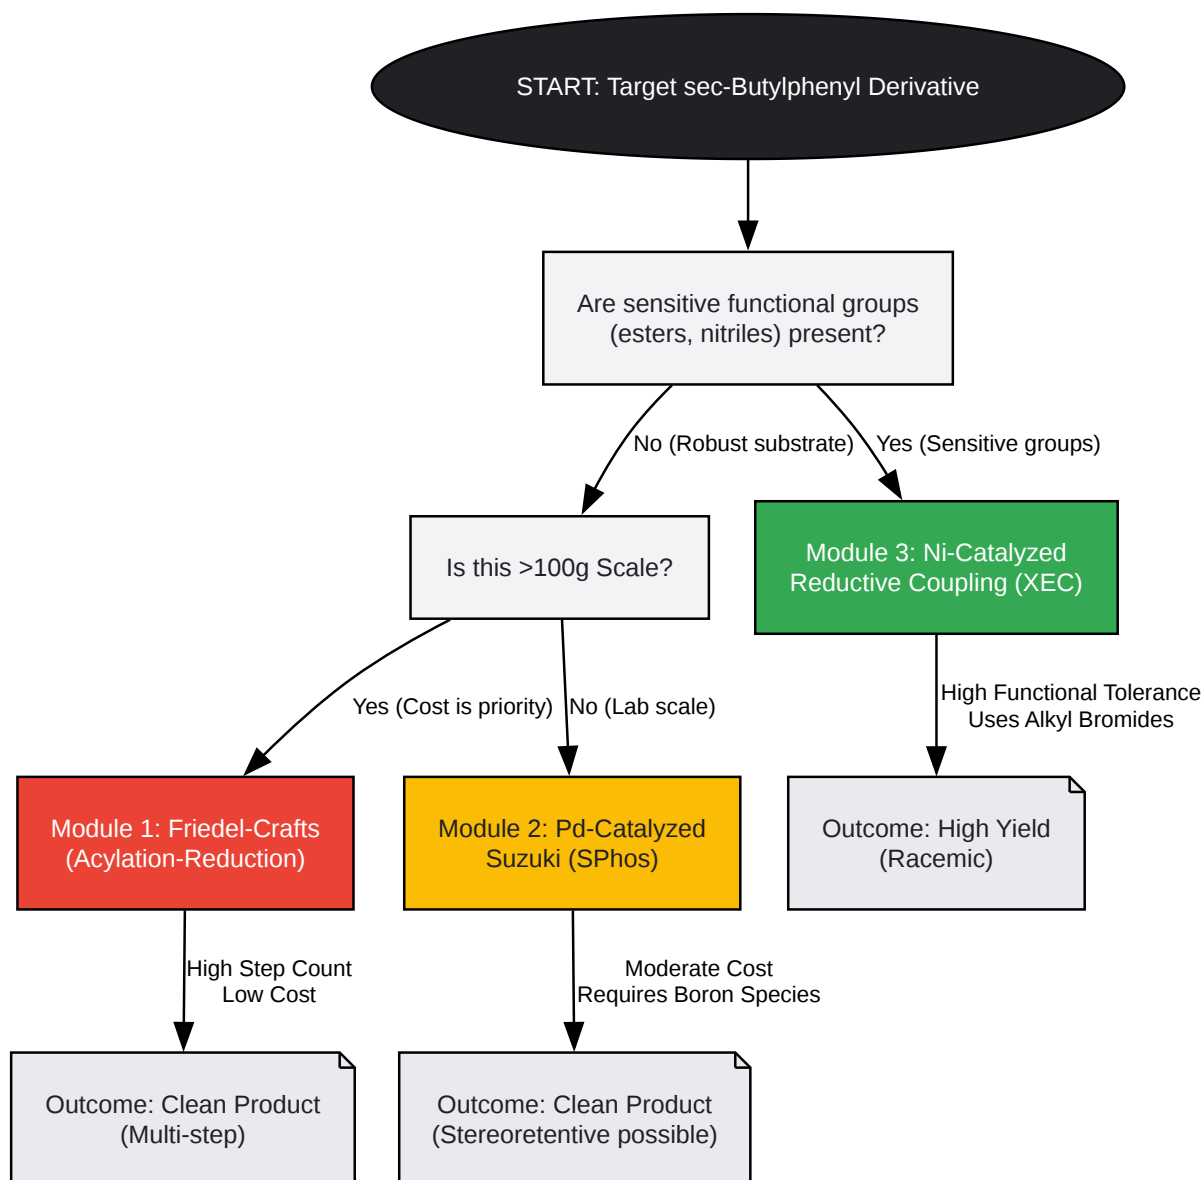 START: Target sec-Butylphenyl Derivative
Are sensitive functional groups
(esters, nitriles) present?
No (Robust substrate)
Yes (Sensitive groups)
Is this >100g Scale?
Module 3: Ni-Catalyzed
Reductive Coupling (XEC)
Yes (Cost is priority)
No (Lab scale)
High Functional Tolerance
Uses Alkyl Bromides
Module 1: Friedel-Crafts
(Acylation-Reduction)
Module 2: Pd-Catalyzed
Suzuki (SPhos)
Outcome: High Yield
(Racemic)
High Step Count
Low Cost
Moderate Cost
Requires Boron Species
Outcome: Clean Product
(Multi-step)
Outcome: Clean Product
(Stereoretentive possible)